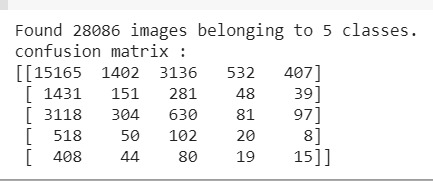 Found 28086 images belonging to 5 classes.
confusion matrix :
[[15165 1402 3136 532 407]
[ 1431 151 281 48 39]
[ 3118 304 630 81 97]
[ 518 50 102 20 8]
[ 408 44 80 19 15]]